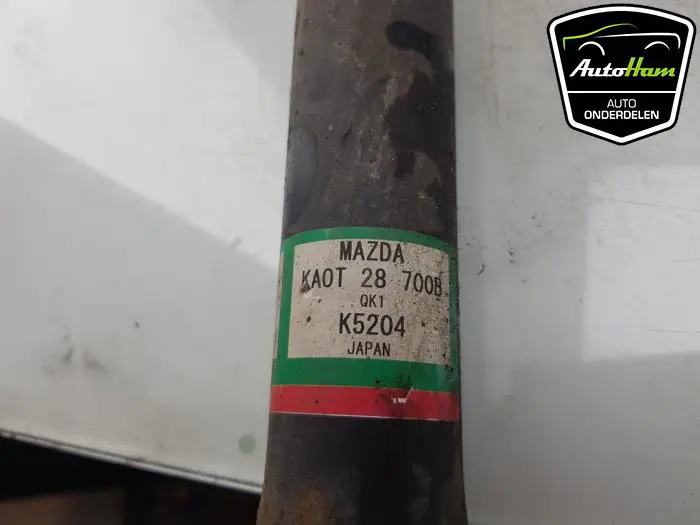 AutoHam
AUTO
ONDERDELEN
MAZDA
KA0T 28 700B
QK1
K5204
JAPAN